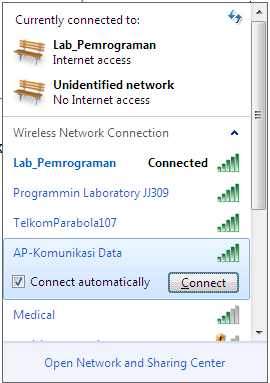 Currently connected to:
Lab_Pemrograman
Internet access
Unidentified network
No Internet access
Wireless Network Connection
Lab_Pemrograman Connected
Programmin Laboratory JJ309
TelkomParabola107
AP-Komunikasi Data
Connect automatically Connect
Medical
Open Network and Sharing Center